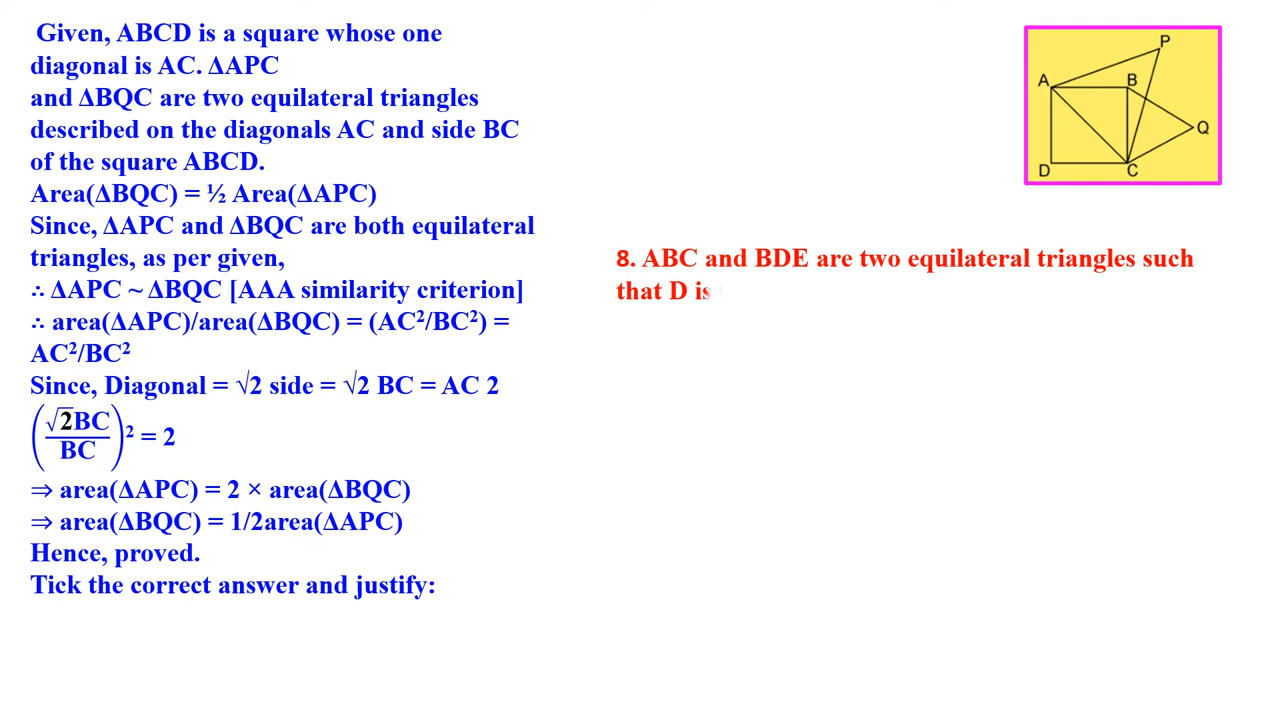 Given, ABCD is a square whose one
diagonal is AC. ΔAPC
and ΔBQC are two equilateral triangles
described on the diagonals AC and side BC
of the square ABCD.
Area(ΔBQC) = ½ Area(ΔAPC)
Since, ΔAPC and ΔBQC are both equilateral
triangles, as per given,
∴ ΔAPC ~ ΔBQC [AAA similarity criterion]
∴ area(ΔAPC)/area(ΔBQC) = (AC²/BC²) =
AC²/BC²
Since, Diagonal = √2 side = √2 BC = AC 2
(√2BC/BC)² = 2
⇒ area(ΔAPC) = 2 × area(ΔBQC)
⇒ area(ΔBQC) = 1/2area(ΔAPC)
Hence, proved.
Tick the correct answer and justify:
P
A
B
Q
D
C
8. ABC and BDE are two equilateral triangles such
that D is